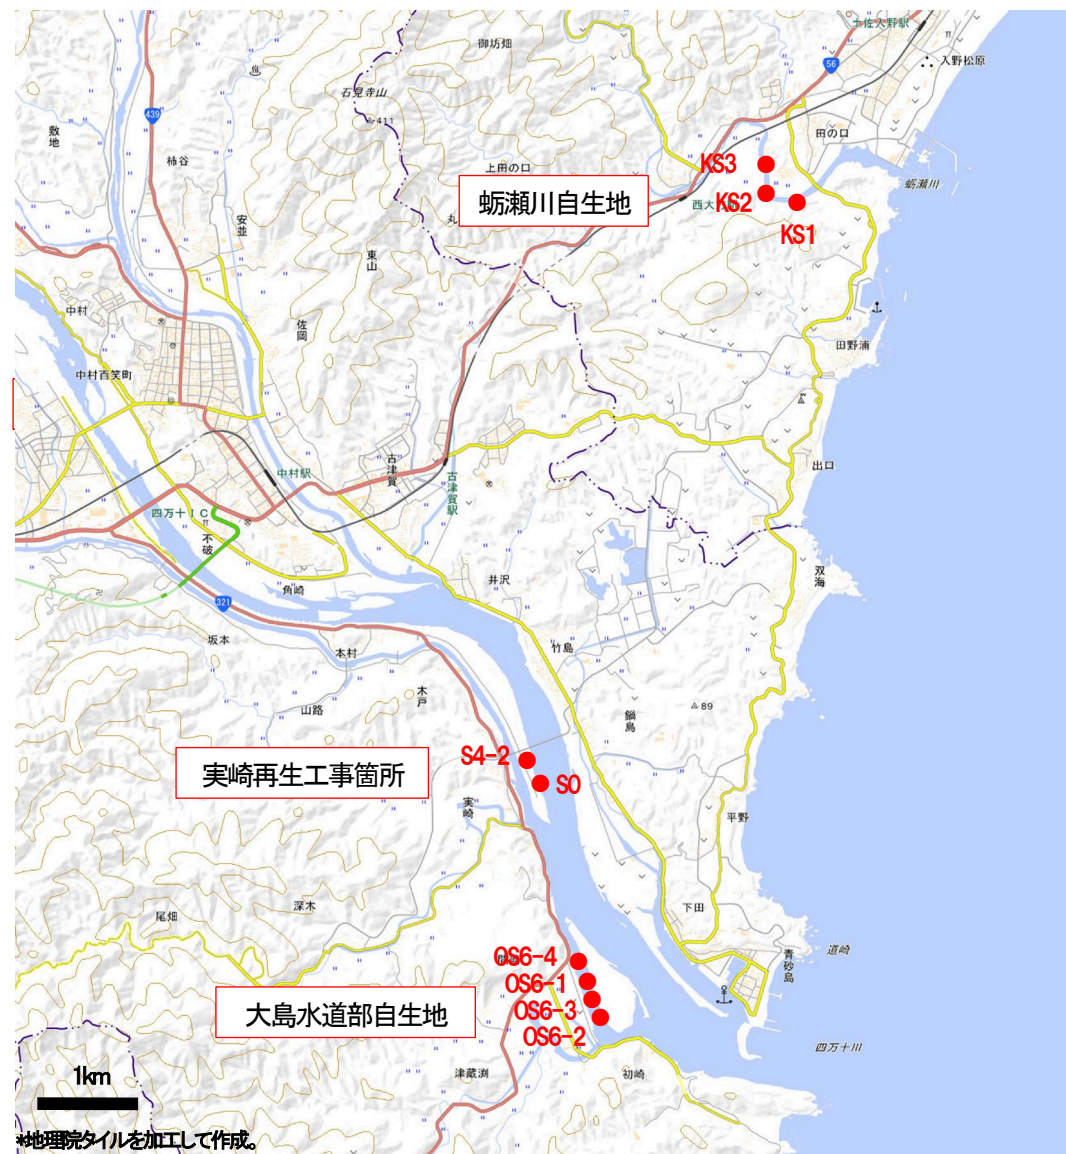 土佐入野駅
御坊畑
入野松原
56
石見寺山
411
439
敷地
柿谷
田の口
上田の口
KS3
蛎瀬川
蛎瀬川自生地
西大
KS2
丸
安並
KS1
東山
田野浦
中村
佐岡
中村百笑町
出口
古津賀
中村駅
古津賀駅
四万十IC
不破
双海
井沢
角崎
321
坂本
本村
竹島
木戸
山路
鍋島
89
S4-2
実崎再生工事箇所
S0
実崎
平野
深木
下田
尾畑
道崎
青砂島
OS6-4
OS6-1
大島水道部自生地
OS6-3
OS6-2
四万十川
津蔵渕
初崎
1km
*地理院タイルを加工して作成。